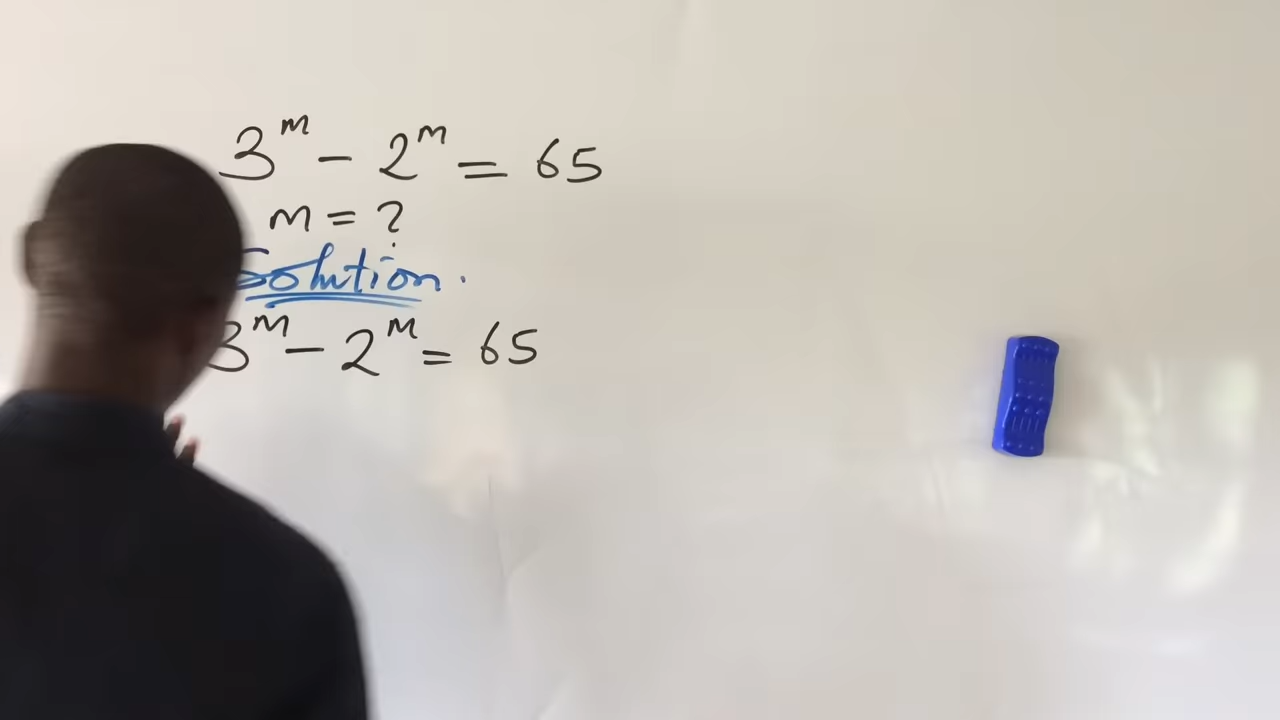 3^m - 2^m = 65
m = ?
Solution.
3^m - 2^m = 65